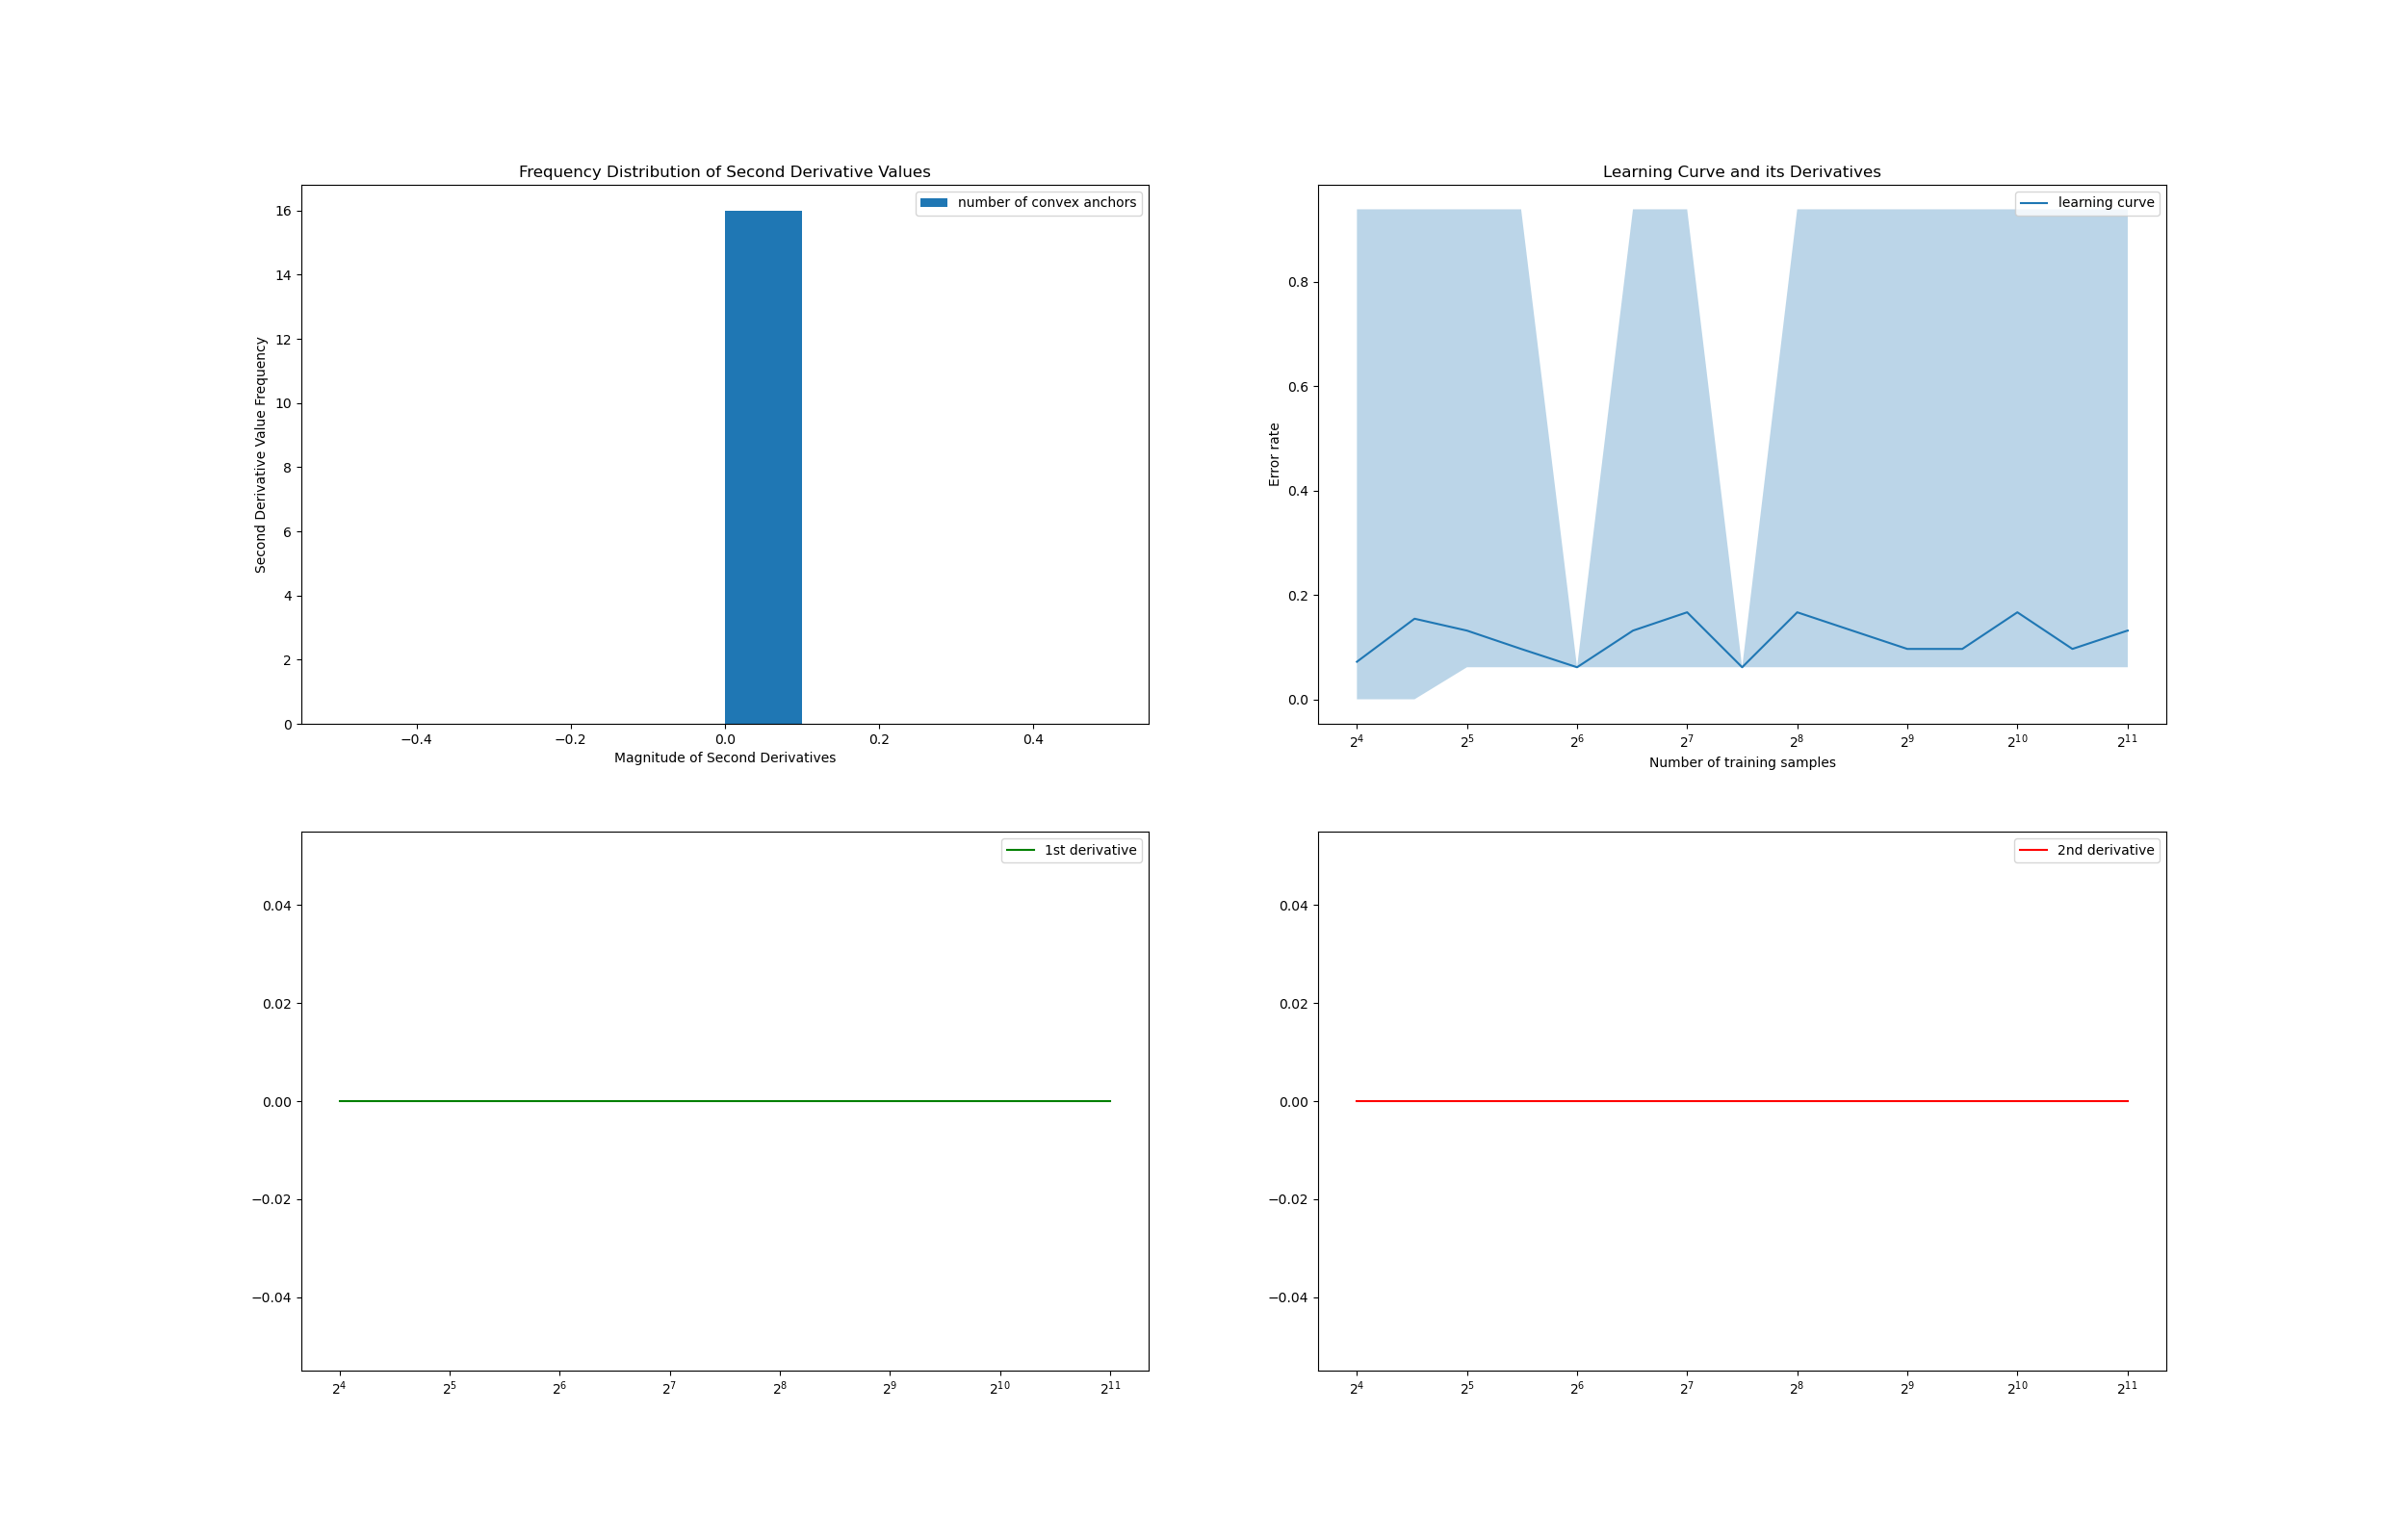 Frequency Distribution of Second Derivative Values
number of convex anchors
16
14
12
10
8
6
4
2
0
Second Derivative Value Frequency
−0.4 −0.2 0.0 0.2 0.4
Magnitude of Second Derivatives
Learning Curve and its Derivatives
learning curve
0.8
0.6
0.4
0.2
0.0
Error rate
2⁴ 2⁵ 2⁶ 2⁷ 2⁸ 2⁹ 2¹⁰ 2¹¹
Number of training samples
1st derivative
0.04
0.02
0.00
−0.02
−0.04
2⁴ 2⁵ 2⁶ 2⁷ 2⁸ 2⁹ 2¹⁰ 2¹¹
2nd derivative
0.04
0.02
0.00
−0.02
−0.04
2⁴ 2⁵ 2⁶ 2⁷ 2⁸ 2⁹ 2¹⁰ 2¹¹